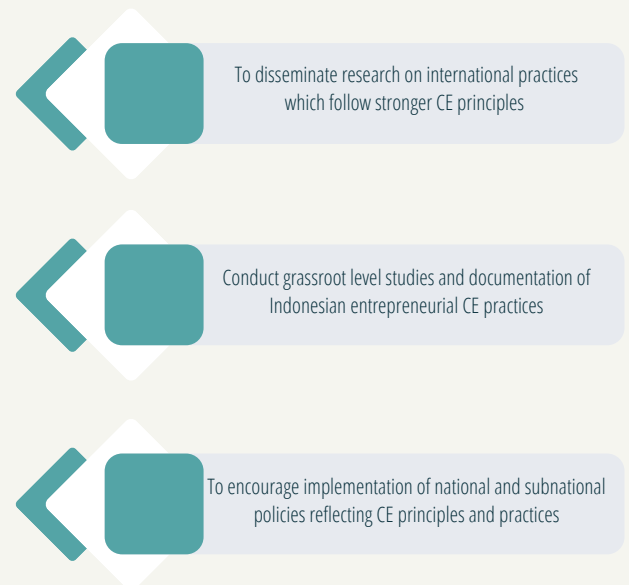 To disseminate research on international practices
which follow stronger CE principles
Conduct grassroot level studies and documentation of
Indonesian entrepreneurial CE practices
To encourage implementation of national and subnational
policies reflecting CE principles and practices